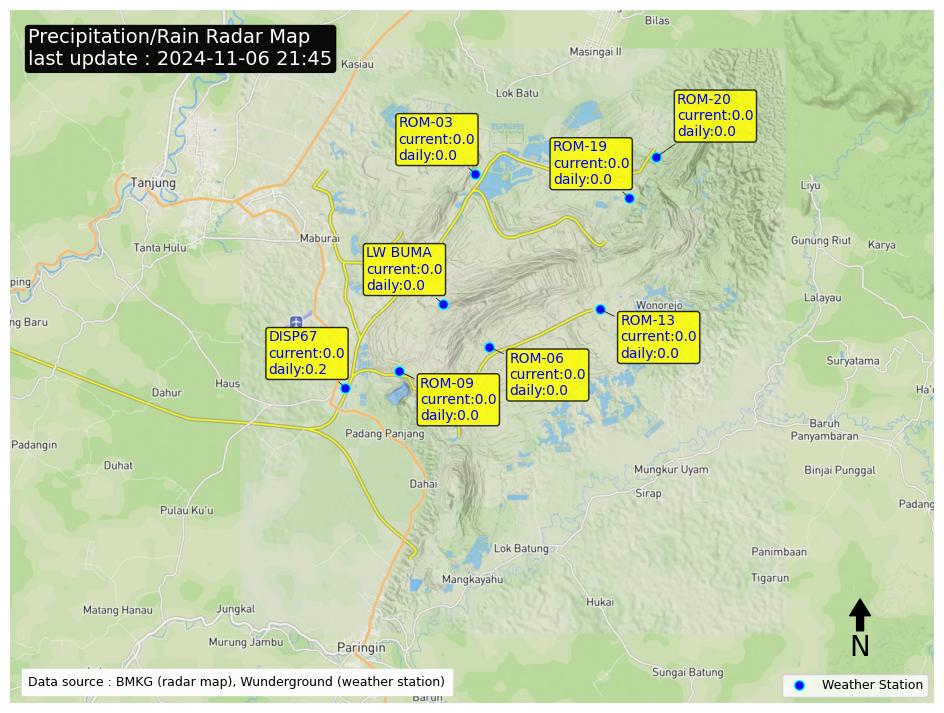 Precipitation/Rain Radar Map
last update : 2024-11-06 21:45
Bilas
Masingai II
Kasiau
Lok Batu
ROM-20
current:0.0
daily:0.0
ROM-03
current:0.0
daily:0.0
ROM-19
current:0.0
daily:0.0
Tanjung
Liyu
Maburai
Tanta Hulu
Gunung Riut
Karya
LW BUMA
current:0.0
daily:0.0
ping
Lalayau
Wonorejo
ng Baru
ROM-13
current:0.0
daily:0.0
DISP67
current:0.0
daily:0.2
ROM-06
current:0.0
daily:0.0
Suryatama
ROM-09
current:0.0
daily:0.0
Haus
Dahur
Ha'
Baruh
Panyambaran
Padang Panjang
Padangin
Duhat
Mungkur Uyam
Binjai Punggal
Dahai
Sirap
Padang
Pulau Ku'u
Lok Batung
Panimbaan
Mangkayahu
Tigarun
Hukai
Matang Hanau
Jungkal
Murung Jambu
Paringin
N
Sungai Batung
Data source : BMKG (radar map), Wunderground (weather station)
Weather Station
Barun